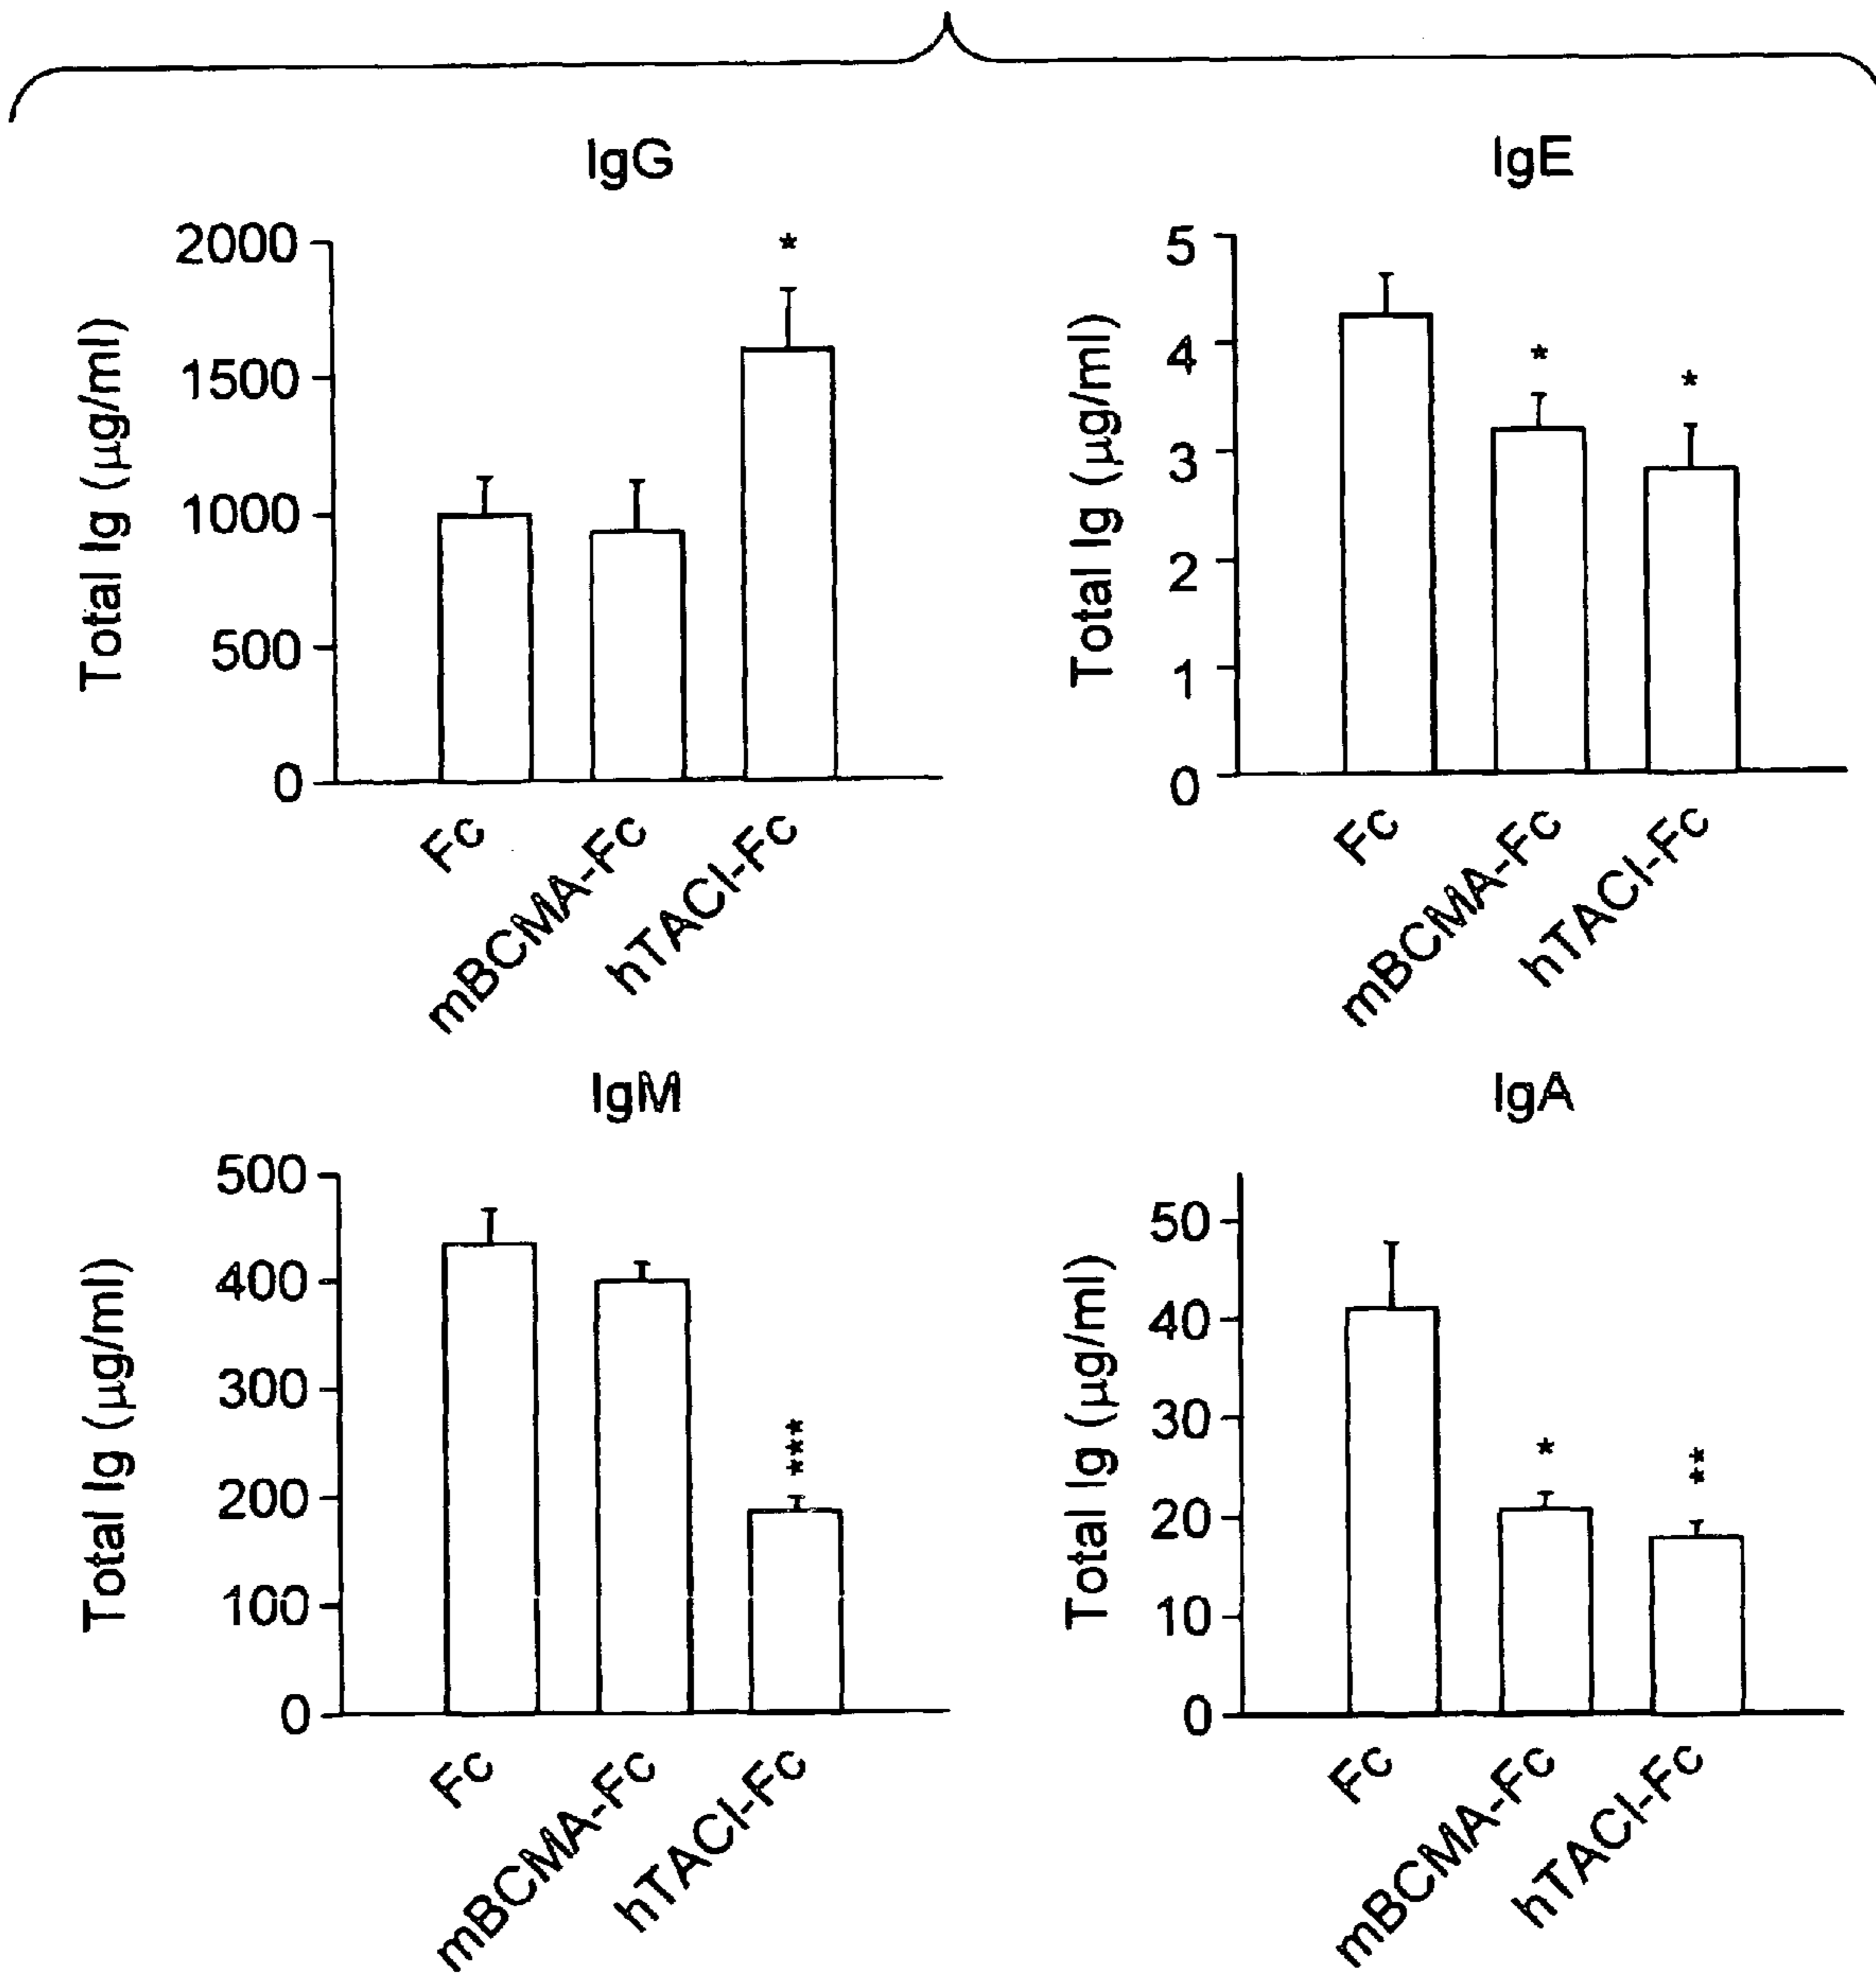 IgG
Total Ig (µg/ml)
2000
1500
1000
500
0
*
Fc
mBCMA-Fc
hTACI-Fc
IgE
Total Ig (µg/ml)
5
4
3
2
1
0
*
*
Fc
mBCMA-Fc
hTACI-Fc
IgM
Total Ig (µg/ml)
500
400
300
200
100
0
***
Fc
mBCMA-Fc
hTACI-Fc
IgA
Total Ig (µg/ml)
50
40
30
20
10
0
*
**
Fc
mBCMA-Fc
hTACI-Fc